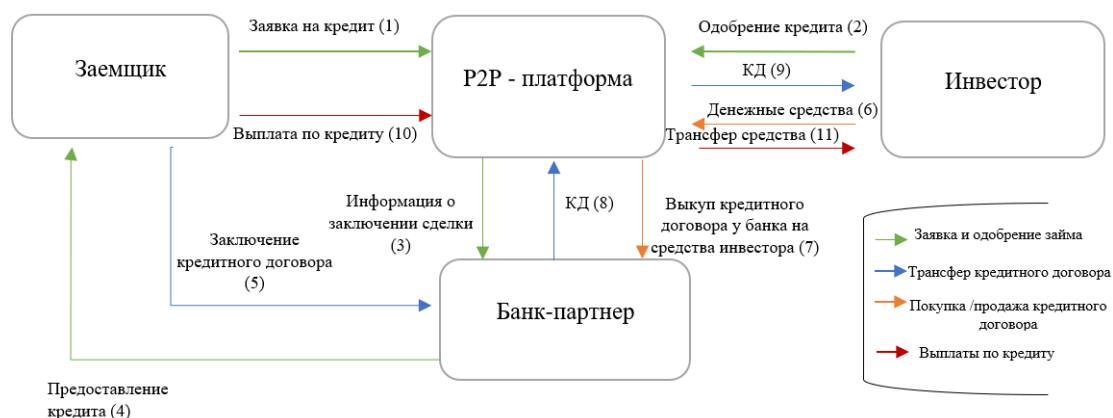 Заявка на кредит (1)
Одобрение кредита (2)
Заемщик
P2P - платформа
КД (9)
Инвестор
Денежные средства (6)
Выплата по кредиту (10)
Трансфер средства (11)
Информация о
заключении сделки
(3)
КД (8)
Выкуп кредитного
договора у банка на
средства инвестора (7)
Заключение
кредитного договора
(5)
Банк-партнер
Предоставление
кредита (4)
Заявка и одобрение займа
Трансфер кредитного договора
Покупка /продажа кредитного
договора
Выплаты по кредиту